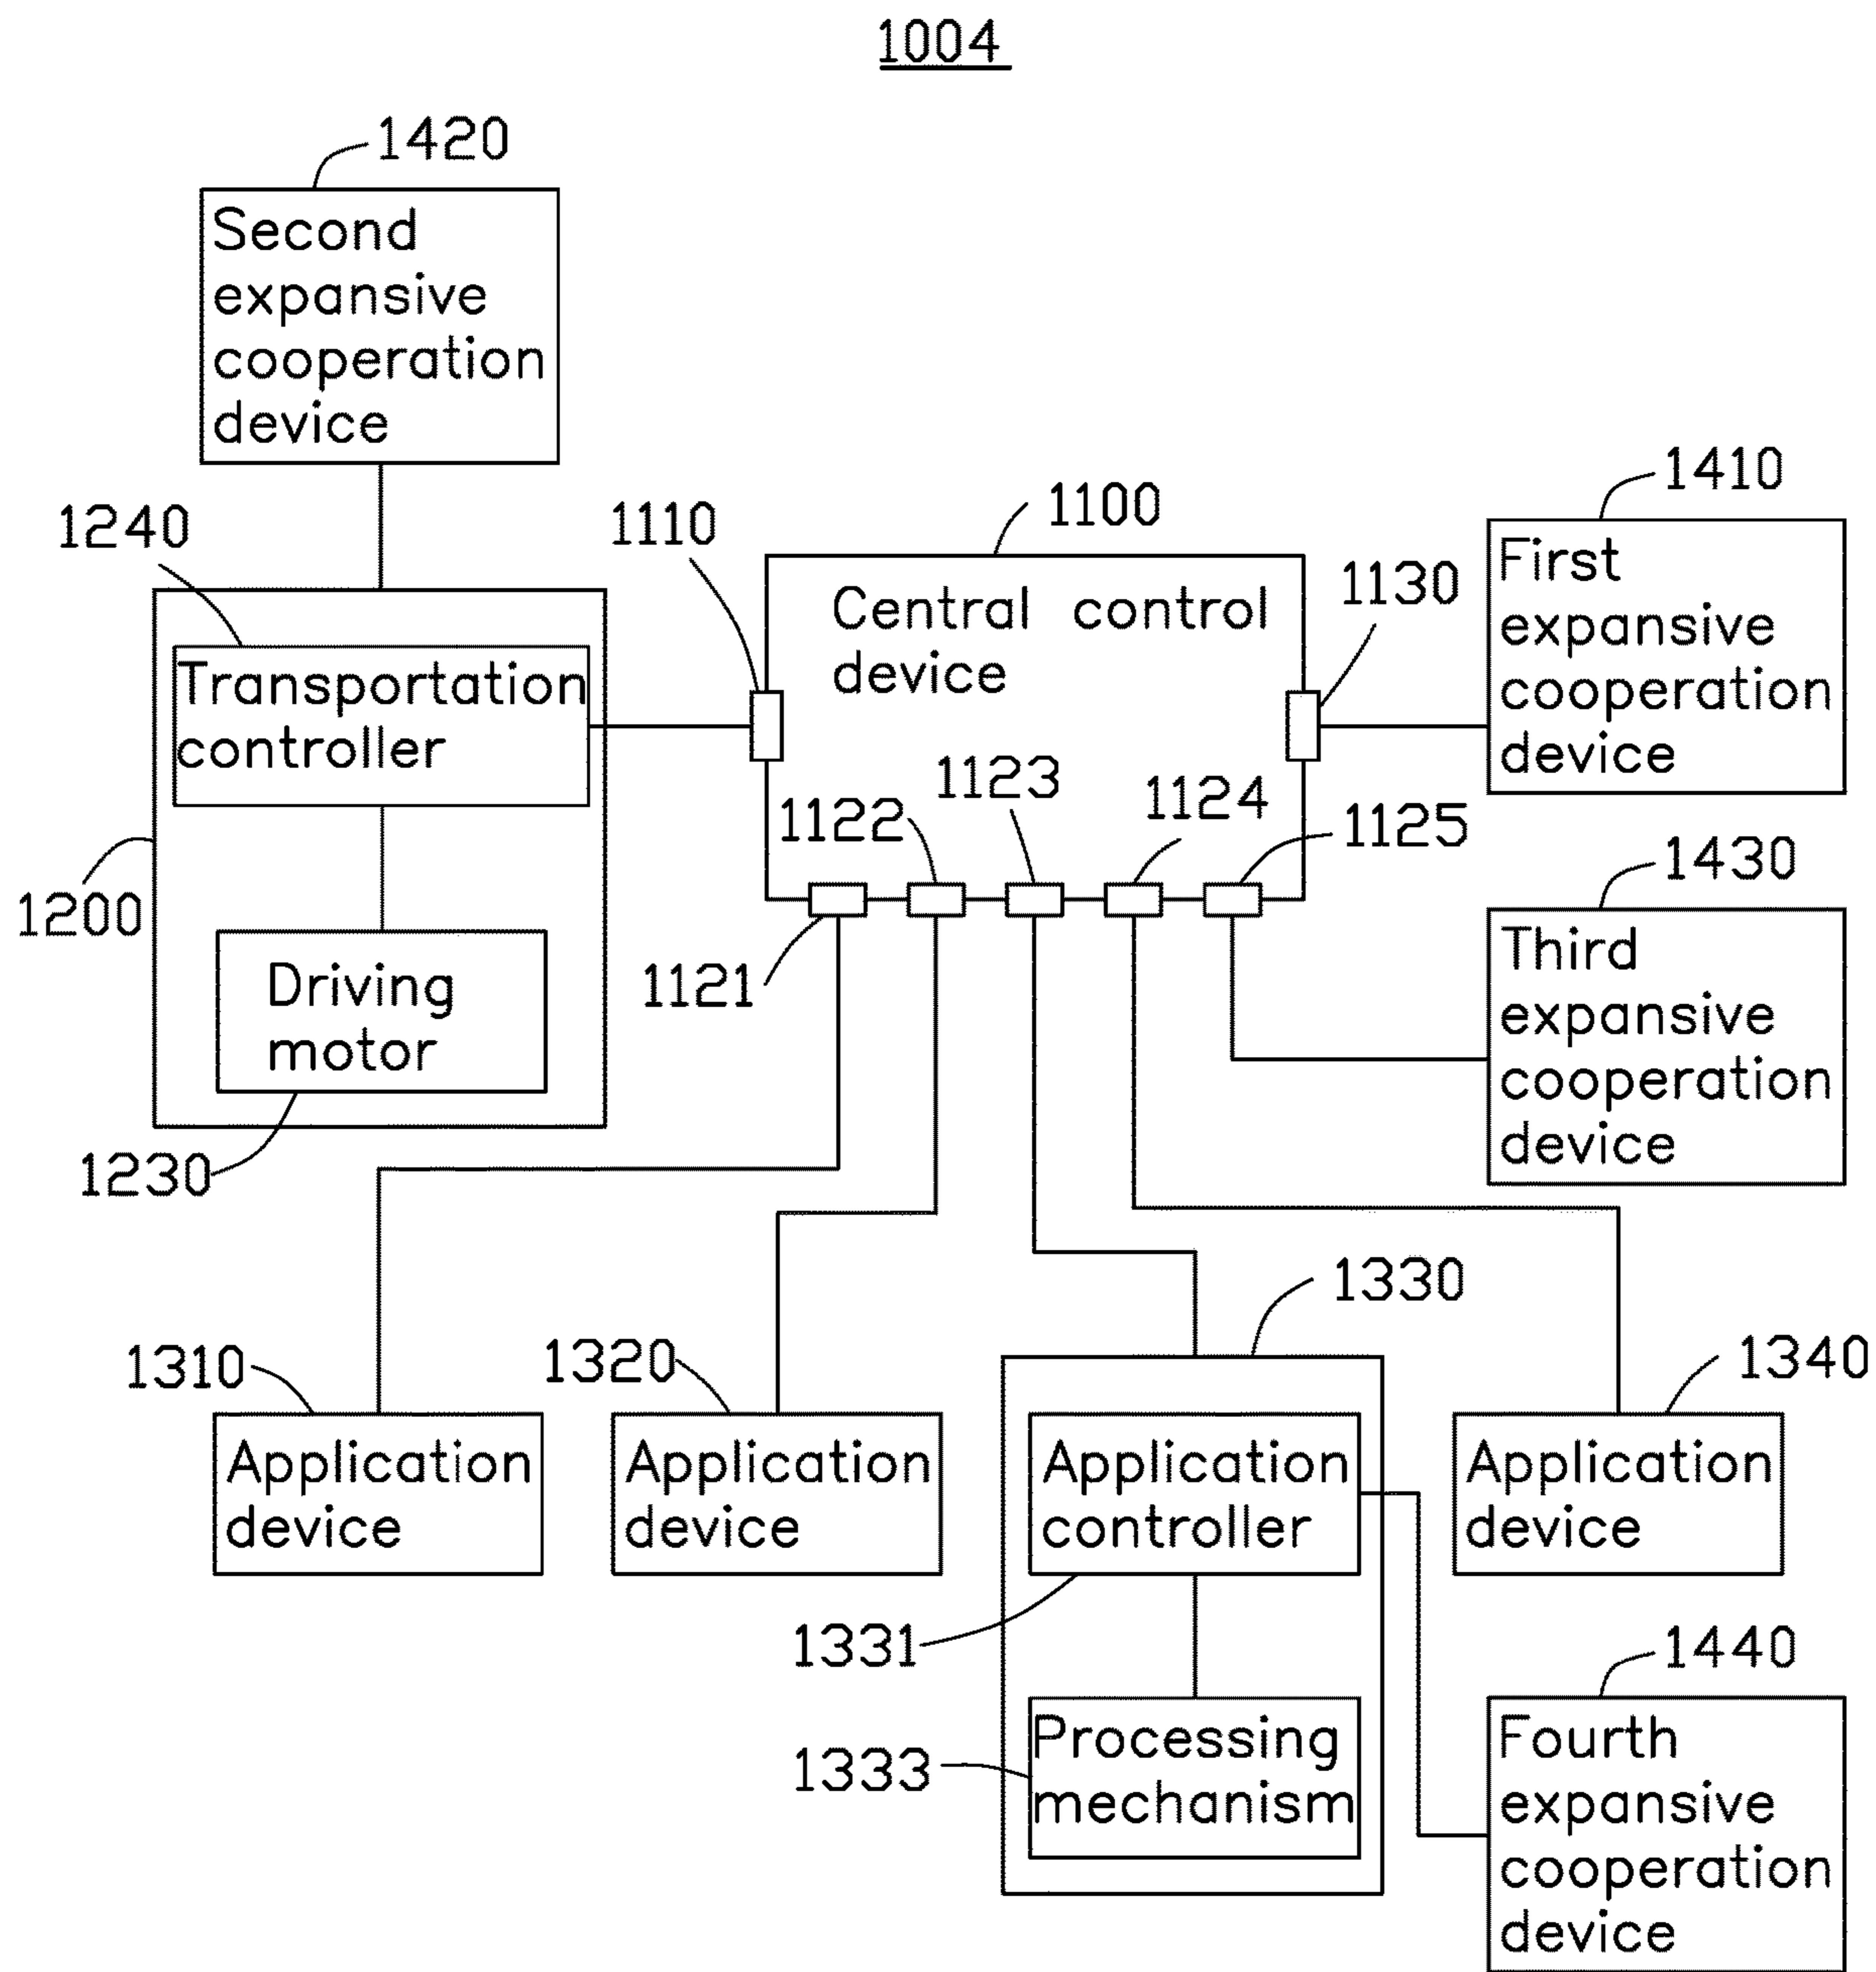 1004
1420
Second
expansive
cooperation
device
1240
1110
1100
1130
1410
First
expansive
cooperation
device
Transportation
controller
Central control
device
1122
1123
1124
1125
1200
1121
Driving
motor
1230
1430
Third
expansive
cooperation
device
1310
1320
1330
1340
Application
device
Application
device
Application
controller
Application
device
1331
1333
Processing
mechanism
1440
Fourth
expansive
cooperation
device